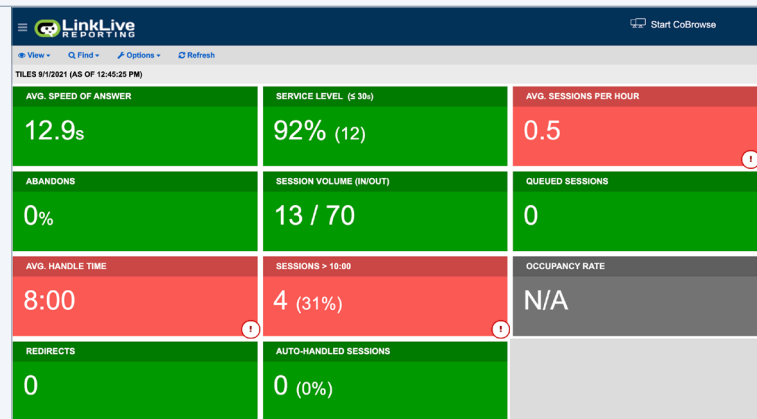 LinkLive
REPORTING
Start CoBrowse
View
Find
Options
Refresh
TILES 9/1/2021 (AS OF 12:45:25 PM)
AVG. SPEED OF ANSWER
12.9s
SERVICE LEVEL (≤ 30s)
92% (12)
AVG. SESSIONS PER HOUR
0.5
!
ABANDONS
0%
SESSION VOLUME (IN/OUT)
13 / 70
QUEUED SESSIONS
0
AVG. HANDLE TIME
8:00
!
SESSIONS > 10:00
4 (31%)
!
OCCUPANCY RATE
N/A
REDIRECTS
0
AUTO-HANDLED SESSIONS
0 (0%)